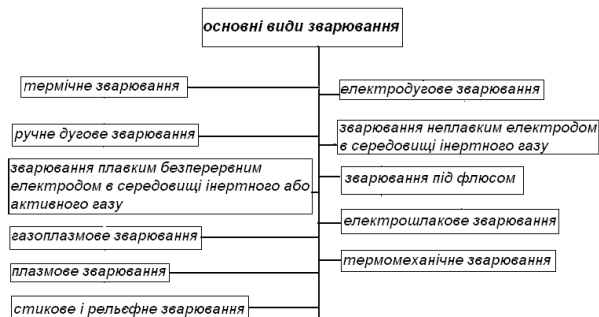 основні види зварювання
термічне зварювання
електродугове зварювання
ручне дугове зварювання
зварювання неплавким електродом
в середовищі інертного газу
зварювання плавким безперервним
електродом в середовищі інертного або
активного газу
зварювання під флюсом
газоплазмове зварювання
електрошлакове зварювання
плазмове зварювання
термомеханічне зварювання
стикове і рельєфне зварювання